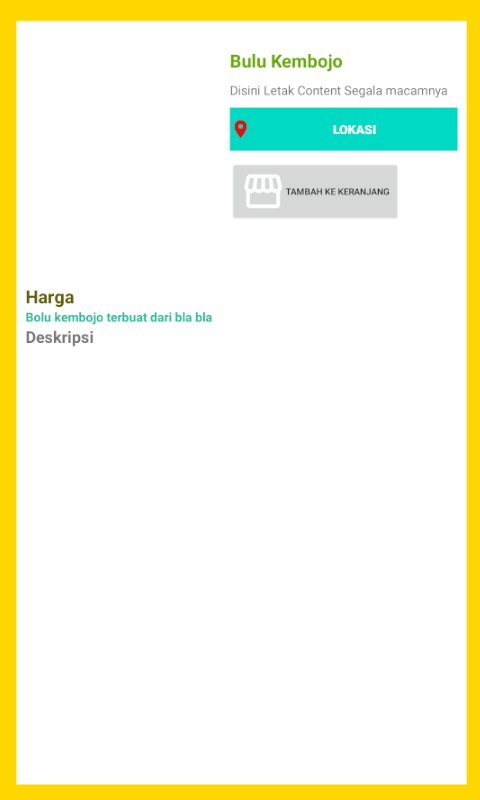 Bulu Kembojo
Disini Letak Content Segala macamnya
LOKASI
TAMBAH KE KERANJANG
Harga
Bolu kembojo terbuat dari bla bla
Deskripsi